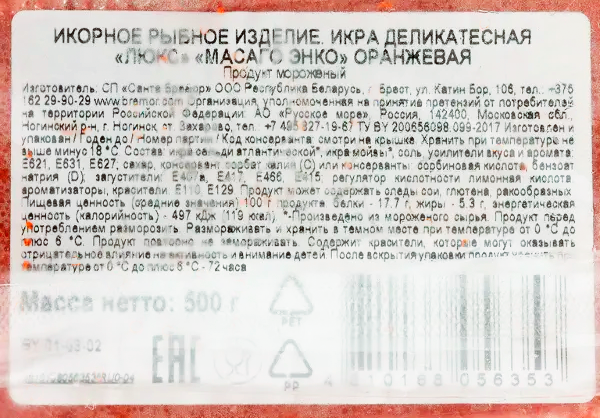 ИКОРНОЕ РЫБНОЕ ИЗДЕЛИЕ. ИКРА ДЕЛИКАТЕСНАЯ
«ЛЮКС» «МАСАГО ЭНКО» ОРАНЖЕВАЯ
Продукт мороженый
Изготовитель: СП «Санта Бремор» ООО Республика Беларусь, г. Брест, ул. Катин Бор, 106, тел.: +375
162 29-90-29 www.bremor.com Организация, уполномоченная на принятие претензий от потребителей
на территории Российской Федерации: АО «Русское море», Россия, 142400, Московская обл.,
Ногинский р-н, г. Ногинск, от. Захарово, тел.: +7 495 827-19-67 ТУ BY 200656098.099-2017 Изготовлен и
упакован / Годен до / Номер партии / Код консерванта: смотри на крышке. Хранить при температуре не
выше минус 18 °С. Состав: икра сельди атлантической*, икра мойвы*, соль, усилители вкуса и аромата:
Е621, Е631, Е627, сахар, консервант: сорбат калия (С) или консерванты: сорбиновая кислота, бензоат
натрия (D); загустители: Е407а, Е417, Е466, Е415, регулятор кислотности лимонная кислота,
ароматизаторы, красители: Е110, Е129. Продукт может содержать следы сои, глютена, ракообразных.
Пищевая ценность (средние значения) 100 г продукта: белки - 17.7 г, жиры - 5.3 г, энергетическая
ценность (калорийность) - 497 кДж (119 ккал). *-Произведено из мороженого сырья. Продукт перед
употреблением разморозить. Размораживать и хранить в темном месте при температуре от 0 °С до
плюс 6 °С. Продукт повторно не замораживать. Содержит красители, которые могут оказывать
отрицательное влияние на активность и внимание детей. После вскрытия упаковки продукт хранить при
температуре от 0 °С до плюс 6 °С - 72 часа
Масса нетто: 500 г
PET
EAC
PP
4 810168 056353